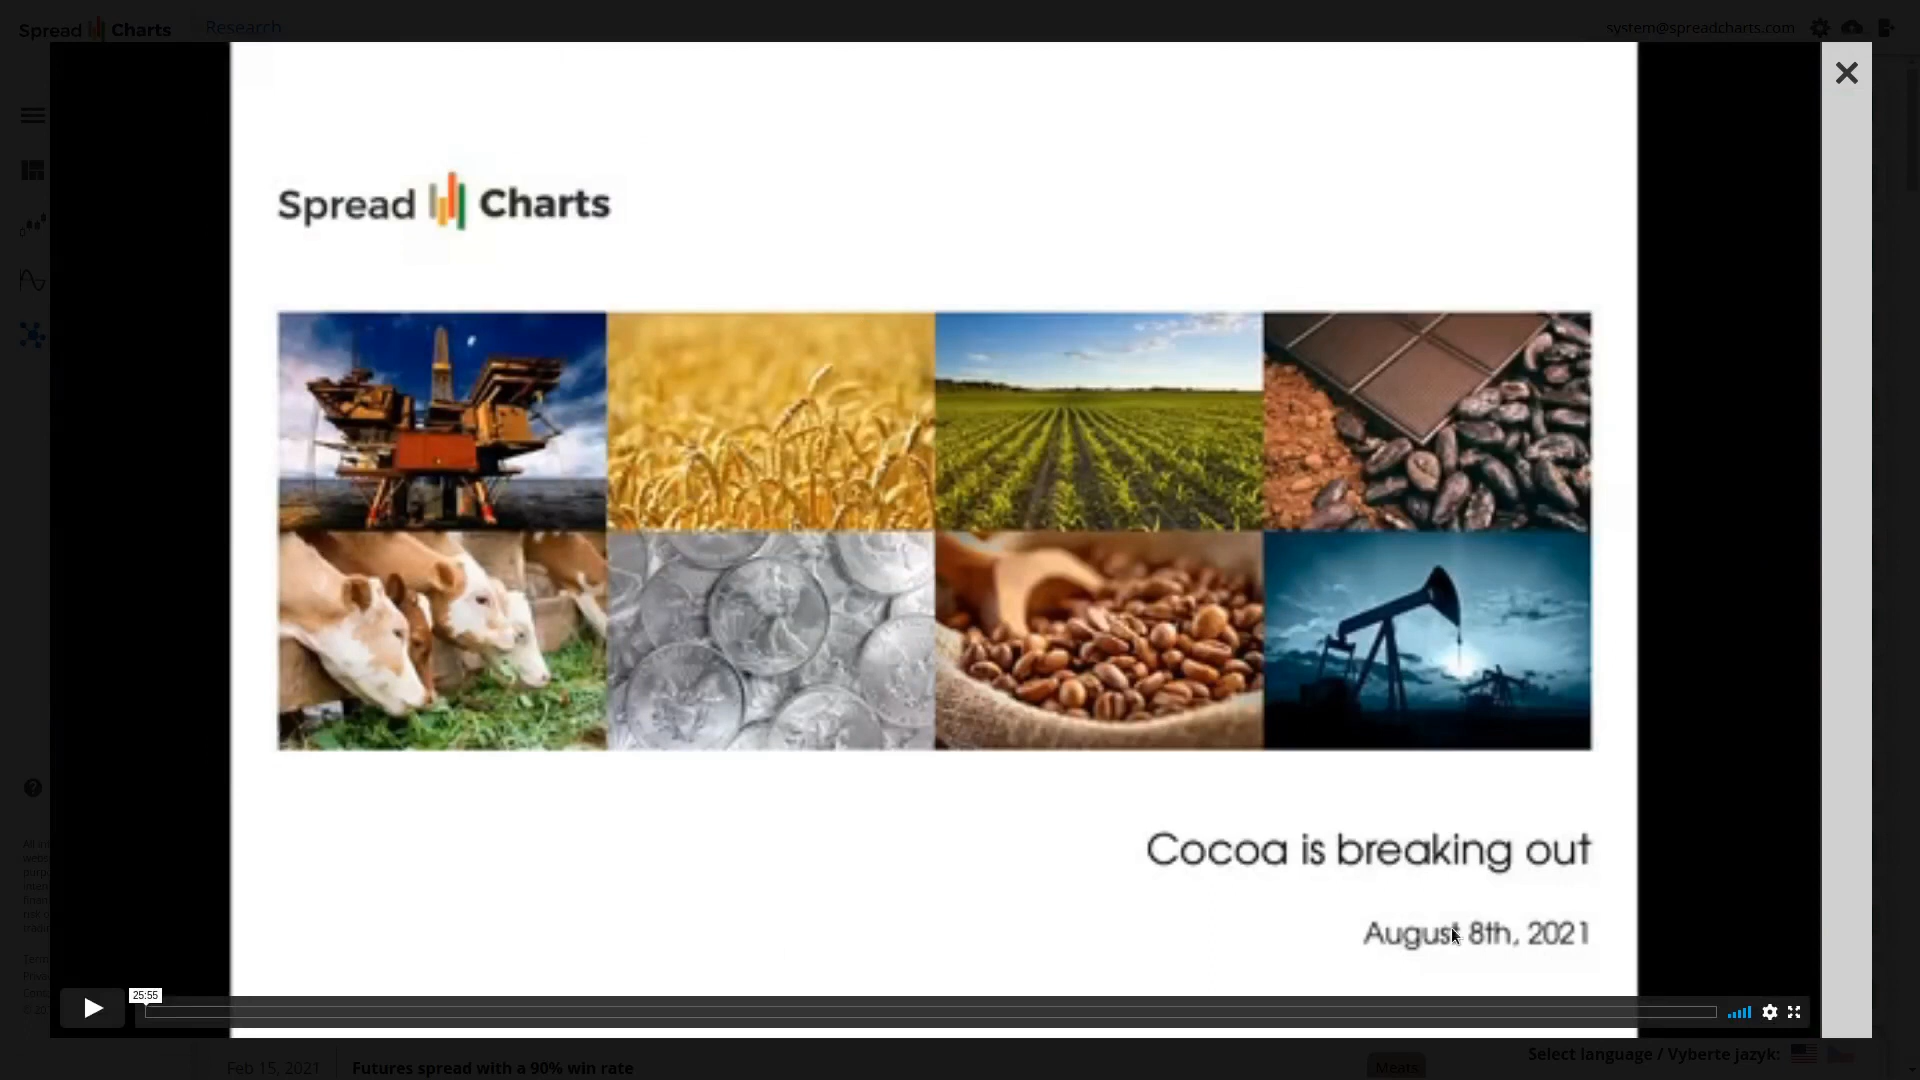 Spread Charts
Research
system@spreadcharts.com
Spread Charts
Cocoa is breaking out
August 8th, 2021
25:55
Feb 15, 2021
Futures spread with a 90% win rate
Meats
Select language / Vyberte jazyk: